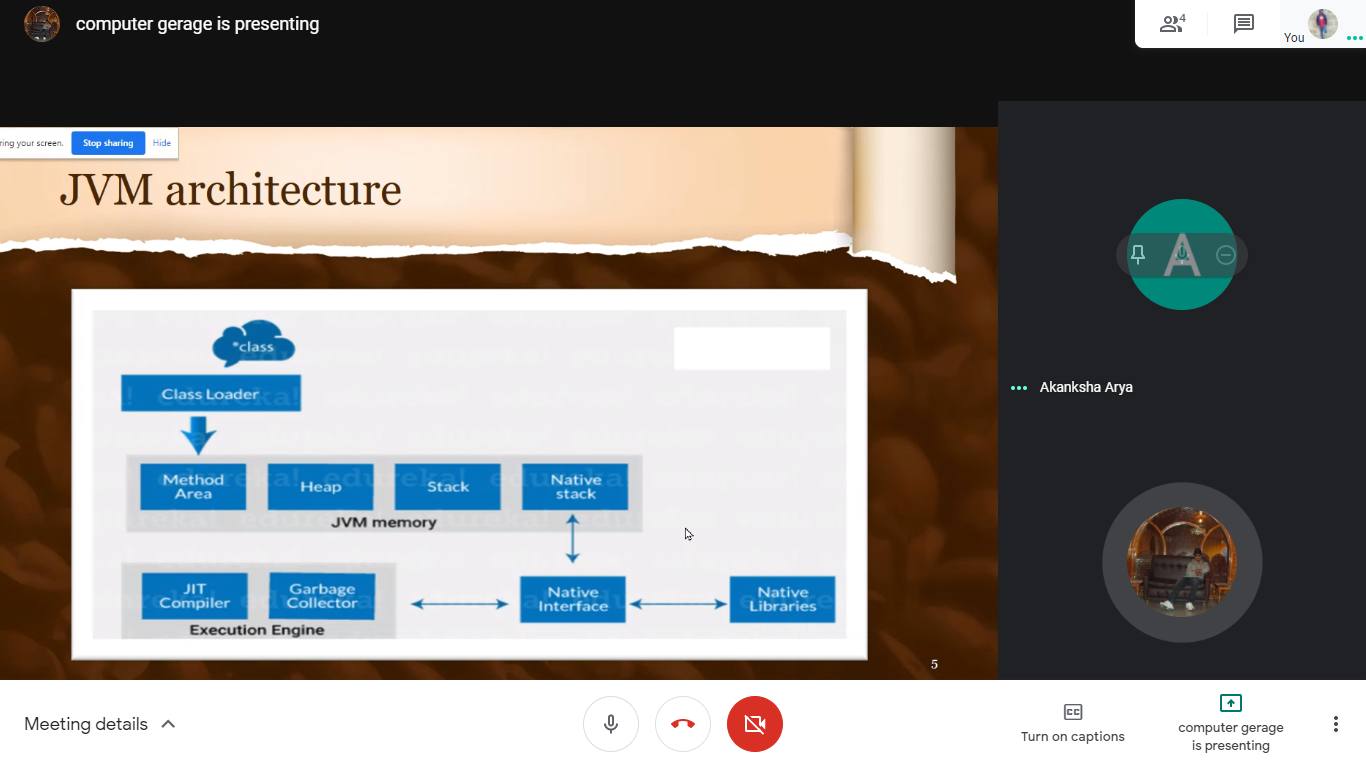 computer gerage is presenting
4
You
ring your screen.
Stop sharing
Hide
JVM architecture
*class
Class Loader
Method
Area
Heap
Stack
Native
stack
JVM memory
JIT
Compiler
Garbage
Collector
Native
Interface
Native
Libraries
Execution Engine
5
A
Akanksha Arya
Meeting details
CC
Turn on captions
computer gerage
is presenting